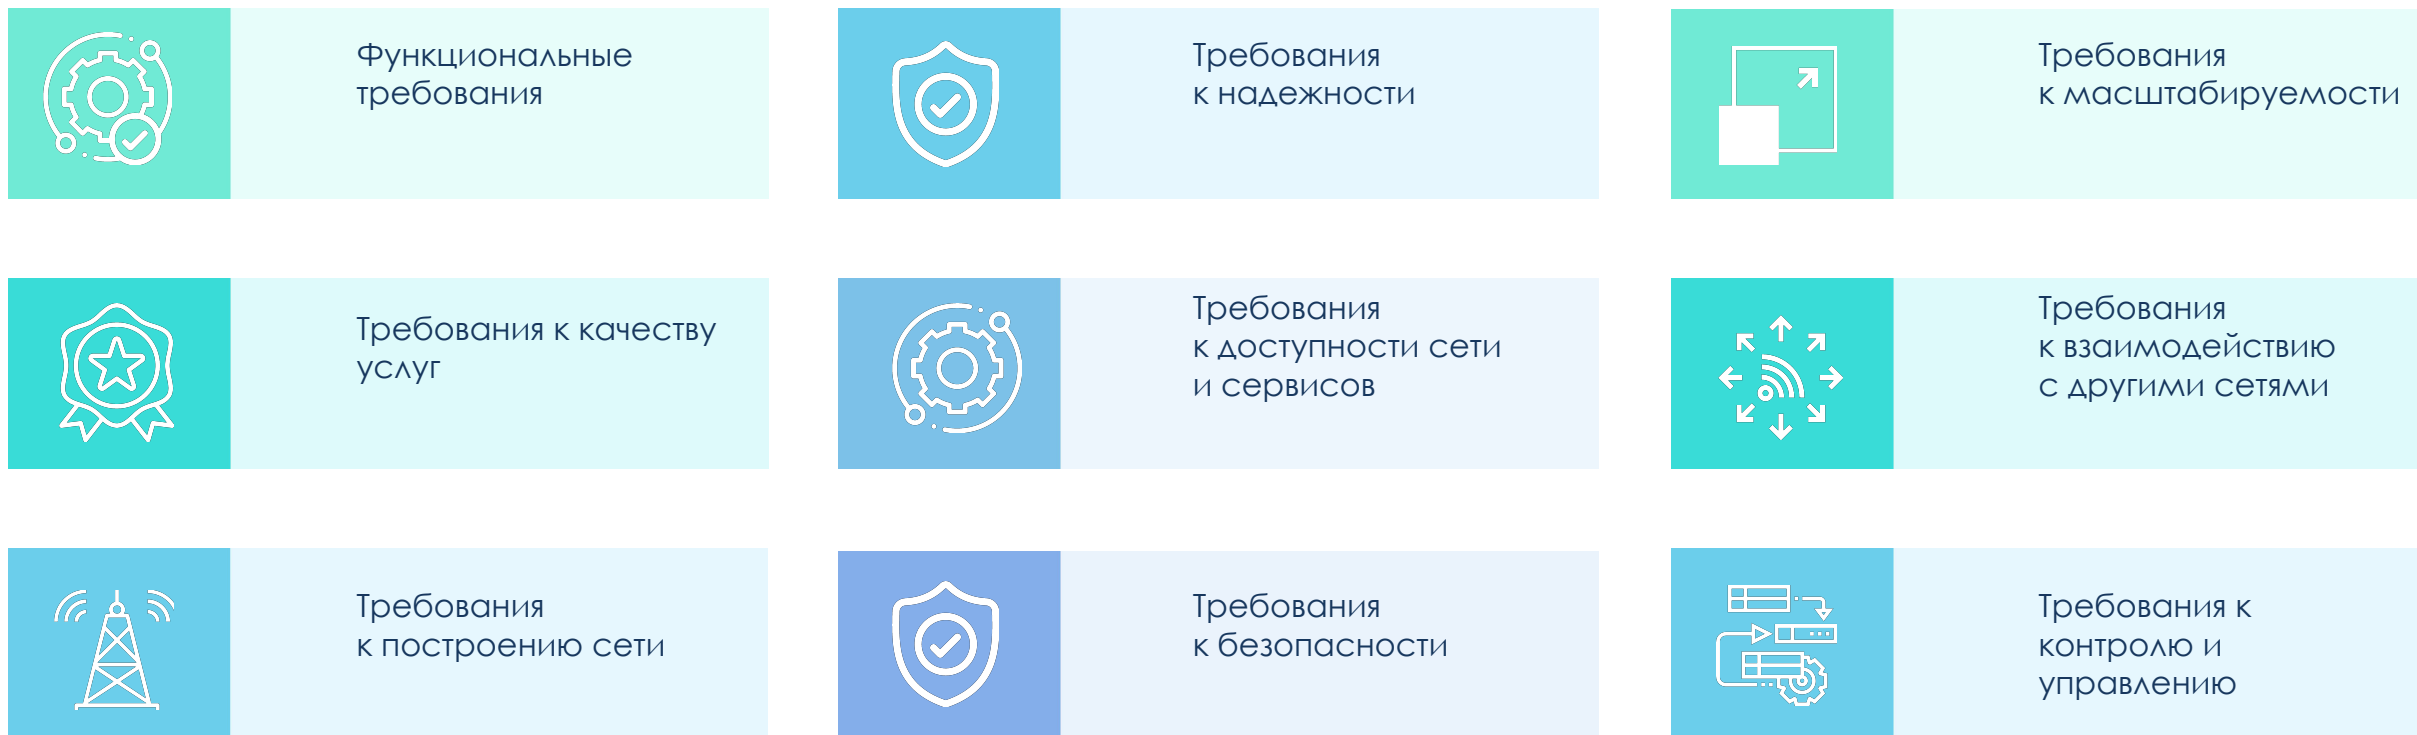 Функциональные
требования
Требования
к надежности
Требования
к масштабируемости
Требования к качеству
услуг
Требования
к доступности сети
и сервисов
Требования
к взаимодействию
с другими сетями
Требования
к построению сети
Требования
к безопасности
Требования к
контролю и
управлению